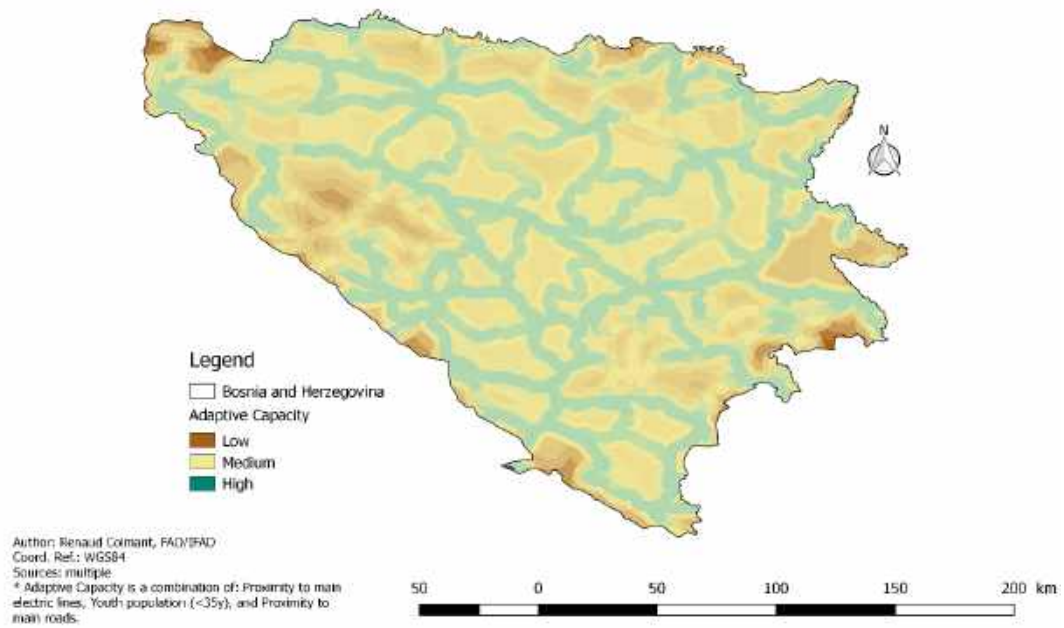 N
Legend
Bosnia and Herzegovina
Adaptive Capacity
Low
Medium
High
Author: Renaud Colmant, FAO/IFAD
Coord. Ref.: WGS84
Sources: multiple
* Adaptive Capacity is a combination of: Proximity to main
electric lines, Youth population (<35y), and Proximity to
main roads.
50 0 50 100 150 200 km